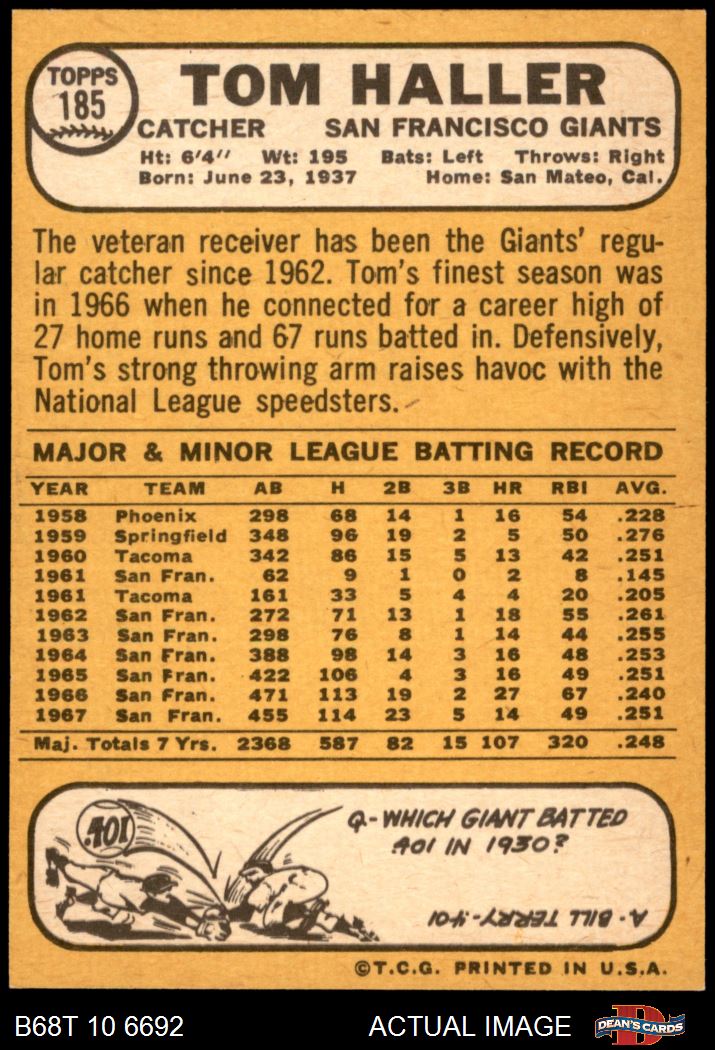 TOPPS
185
TOM HALLER
CATCHER SAN FRANCISCO GIANTS
Ht: 6'4" Wt: 195 Bats: Left Throws: Right
Born: June 23, 1937 Home: San Mateo, Cal.
The veteran receiver has been the Giants' regu-
lar catcher since 1962. Tom's finest season was
in 1966 when he connected for a career high of
27 home runs and 67 runs batted in. Defensively,
Tom's strong throwing arm raises havoc with the
National League speedsters.
MAJOR & MINOR LEAGUE BATTING RECORD
YEAR TEAM AB H 2B 3B HR RBI AVG.
1958 Phoenix 298 68 14 1 16 54 .228
1959 Springfield 348 96 19 2 5 50 .276
1960 Tacoma 342 86 15 5 13 42 .251
1961 San Fran. 62 9 1 0 2 8 .145
1961 Tacoma 161 33 5 4 4 20 .205
1962 San Fran. 272 71 13 1 18 55 .261
1963 San Fran. 298 76 8 1 14 44 .255
1964 San Fran. 388 98 14 3 16 48 .253
1965 San Fran. 422 106 4 3 16 49 .251
1966 San Fran. 471 113 19 2 27 67 .240
1967 San Fran. 455 114 23 5 14 49 .251
Maj. Totals 7 Yrs. 2368 587 82 15 107 320 .248
.401
Q-WHICH GIANT BATTED
.401 IN 1930?
A-BILL TERRY-.401
©T.C.G. PRINTED IN U.S.A.
B68T 10 6692 ACTUAL IMAGE D DEAN'S CARDS